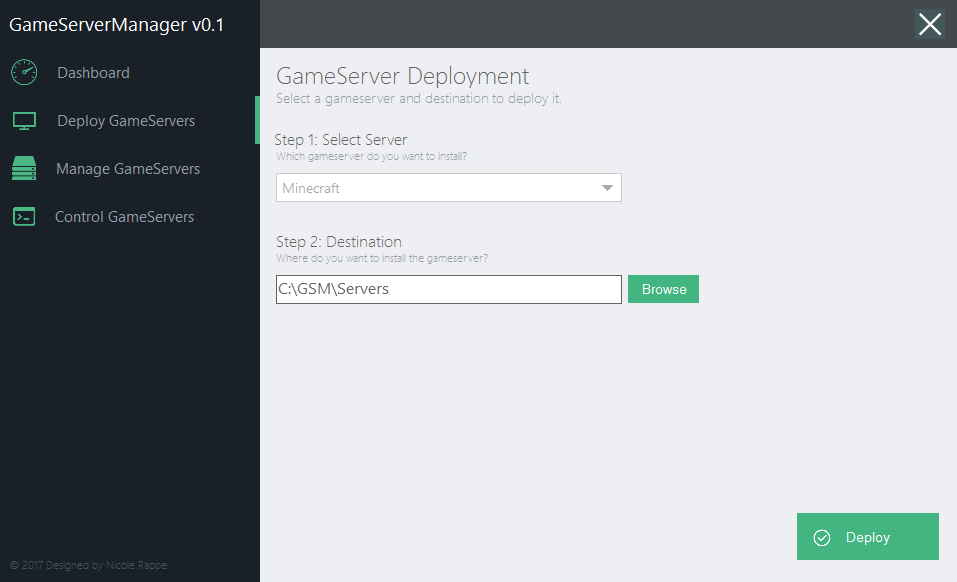 GameServerManager v0.1
Dashboard
Deploy GameServers
Manage GameServers
Control GameServers
© 2017 Designed by Nicole Rappe
GameServer Deployment
Select a gameserver and destination to deploy it.
Step 1: Select Server
Which gameserver do you want to install?
Minecraft
Step 2: Destination
Where do you want to install the gameserver?
C:\GSM\Servers
Browse
Deploy